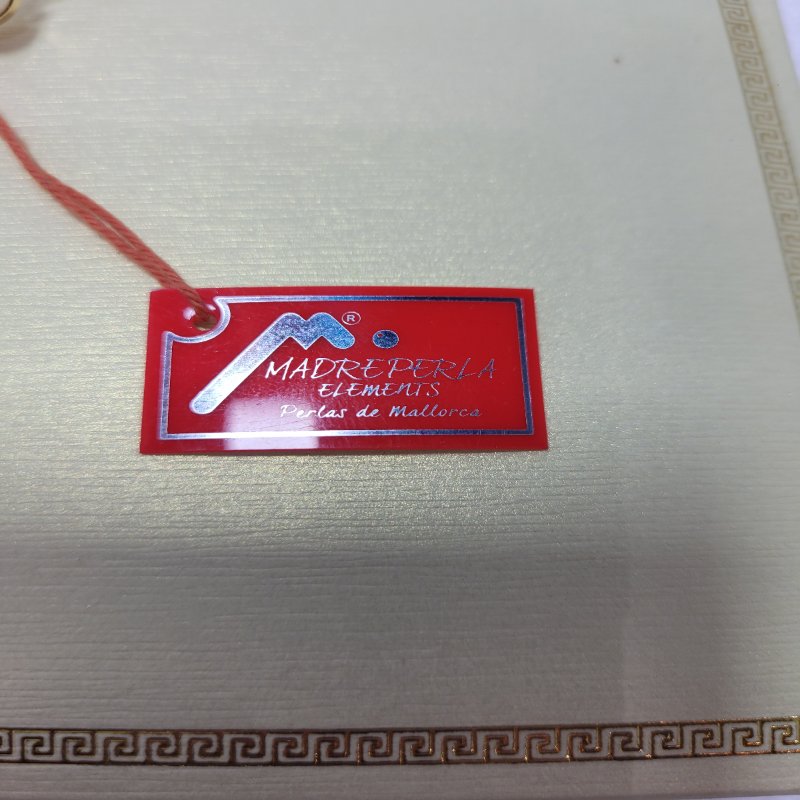 M ®
MADREPERLA
ELEMENTS
Perlas de Mallorca